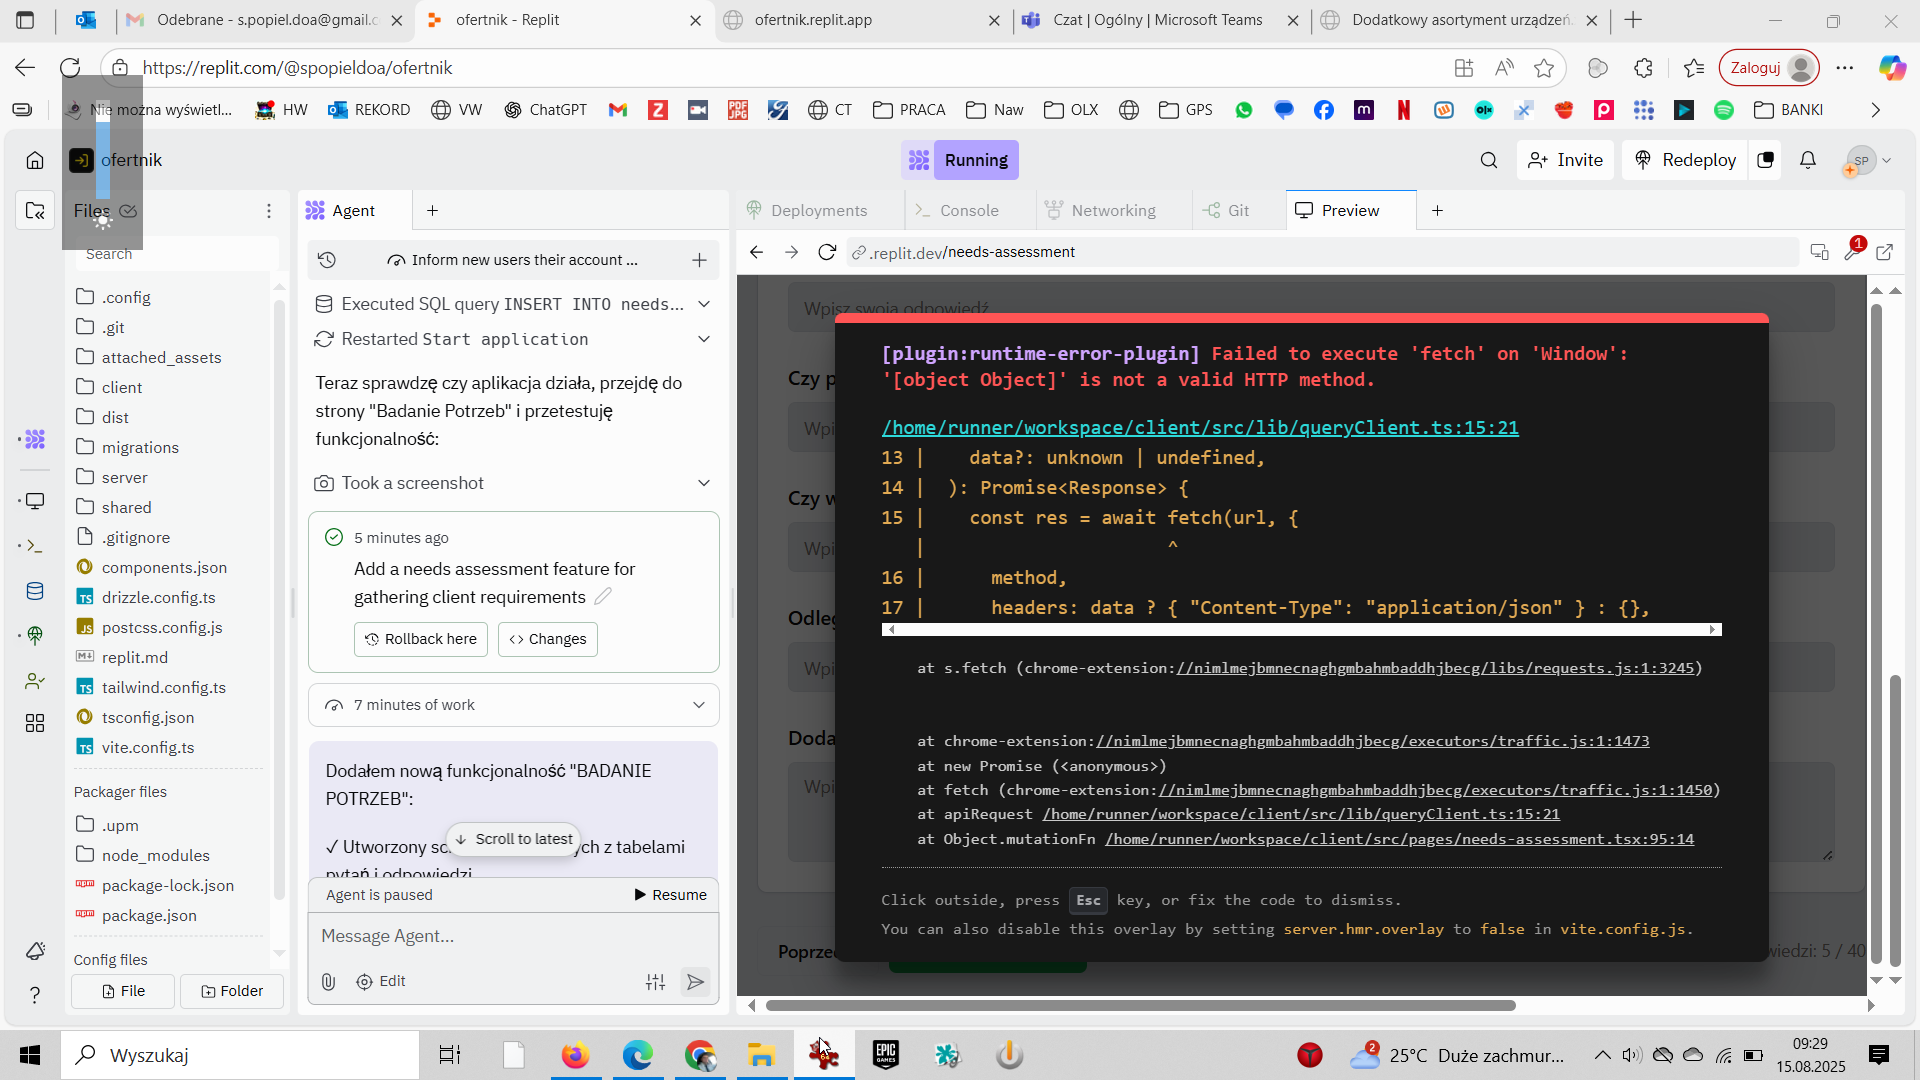 Odebrane - s.popiel.doa@gmail.c
ofertnik - Replit
ofertnik.replit.app
Czat | Ogólny | Microsoft Teams
Dodatkowy asortyment urządzeń.
https://replit.com/@spopieldoa/ofertnik
Zaloguj
Nie można wyświetl...
HW
REKORD
VW
ChatGPT
CT
PRACA
Naw
OLX
GPS
BANKI
ofertnik
Running
Invite
Redeploy
SP
Files
Search
.config
.git
attached_assets
client
dist
migrations
server
shared
.gitignore
components.json
drizzle.config.ts
postcss.config.js
replit.md
tailwind.config.ts
tsconfig.json
vite.config.ts
Packager files
.upm
node_modules
package-lock.json
package.json
Config files
File
Folder
Agent
Inform new users their account ...
Executed SQL query INSERT INTO needs...
Restarted Start application
Teraz sprawdzę czy aplikacja działa, przejdę do
strony "Badanie Potrzeb" i przetestuję
funkcjonalność:
Took a screenshot
5 minutes ago
Add a needs assessment feature for
gathering client requirements
Rollback here
Changes
7 minutes of work
Dodałem nową funkcjonalność "BADANIE
POTRZEB":
✓ Utworzony sc
ych z tabelami
pytań i odpowiedzi
Scroll to latest
Agent is paused
Resume
Message Agent...
Edit
Deployments
Console
Networking
Git
Preview
.replit.dev/needs-assessment
1
Wpisz swoją odpowiedź
Czy p
Wpi
Czy w
Wpi
Odleg
Wpi
Doda
Wpi
Poprze
wiedzi: 5 / 40
[plugin:runtime-error-plugin] Failed to execute 'fetch' on 'Window':
'[object Object]' is not a valid HTTP method.
/home/runner/workspace/client/src/lib/queryClient.ts:15:21
13 |    data?: unknown | undefined,
14 |  ): Promise<Response> {
15 |    const res = await fetch(url, {
   |                      ^
16 |      method,
17 |      headers: data ? { "Content-Type": "application/json" } : {},
at s.fetch (chrome-extension://nimlmejbmnecnaghgmbahmbaddhjbecg/libs/requests.js:1:3245)
at chrome-extension://nimlmejbmnecnaghgmbahmbaddhjbecg/executors/traffic.js:1:1473
at new Promise (<anonymous>)
at fetch (chrome-extension://nimlmejbmnecnaghgmbahmbaddhjbecg/executors/traffic.js:1:1450)
at apiRequest /home/runner/workspace/client/src/lib/queryClient.ts:15:21
at Object.mutationFn /home/runner/workspace/client/src/pages/needs-assessment.tsx:95:14
Click outside, press Esc key, or fix the code to dismiss.
You can also disable this overlay by setting server.hmr.overlay to false in vite.config.js.
Wyszukaj
EPIC
GAMES
2
25°C Duże zachmur...
09:29
15.08.2025